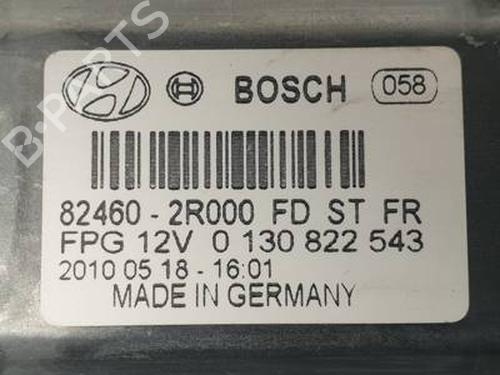 BOSCH 058
82460 - 2R000 FD ST FR
FPG 12V 0 130 822 543
2010 05 18 - 16:01
MADE IN GERMANY
B-PARTS